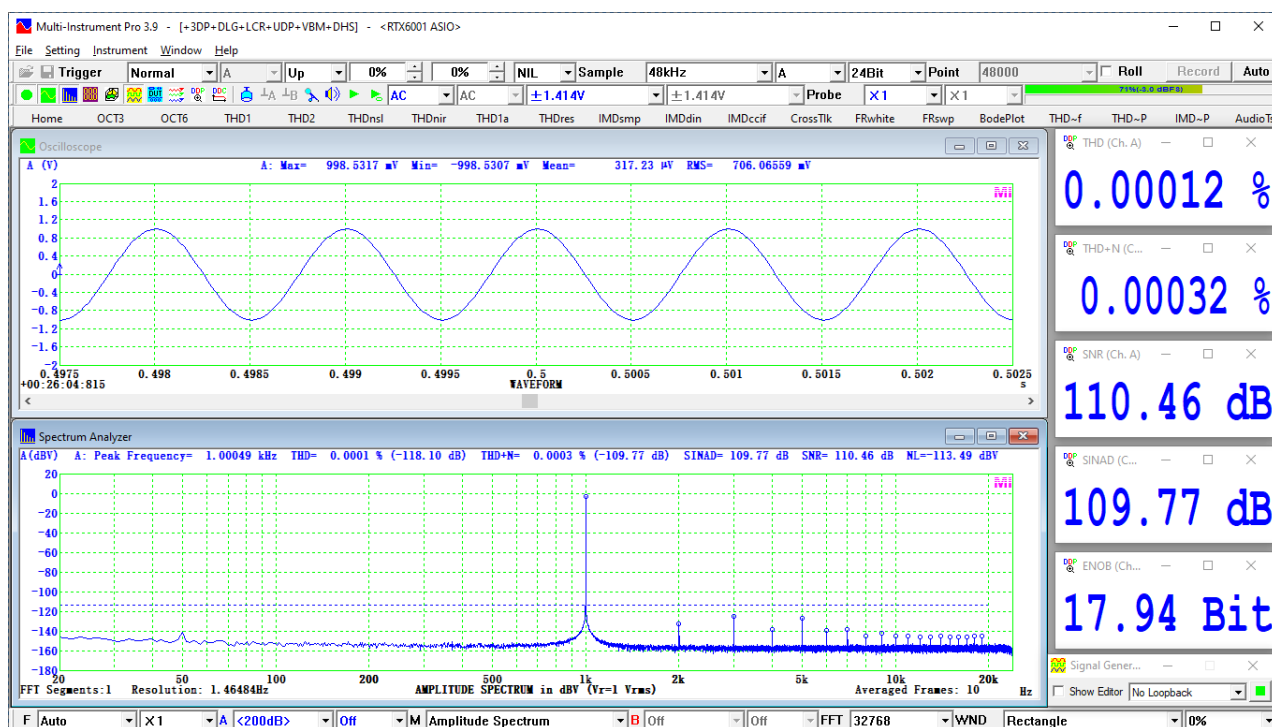 Multi-Instrument Pro 3.9 - [+3DP+DLG+LCR+UDP+VBM+DHS] - <RTX6001 ASIO>
File Setting Instrument Window Help
Trigger Normal A Up 0% 0% NIL Sample 48kHz A 24Bit Point 48000 Roll Record Auto
AC AC ±1.414V ±1.414V Probe X1 X1 71%(-3.0 dBFS)
Home OCT3 OCT6 THD1 THD2 THDnsl THDnir THD1a THDres IMDsmp IMDdin IMDccif CrossTlk FRwhite FRswp BodePlot THD~f THD~P IMD~P AudioTs
Oscilloscope
A (V) A: Max= 998.5317 mV Min= -998.5307 mV Mean= 317.23 µV RMS= 706.06559 mV
2
1.6
1.2
0.8
0.4
0
-0.4
-0.8
-1.2
-1.6
-2
0.4975 0.498 0.4985 0.499 0.4995 0.5 0.5005 0.501 0.5015 0.502 0.5025
+00:26:04:815 WAVEFORM s
Spectrum Analyzer
A(dBV) A: Peak Frequency= 1.00049 kHz THD= 0.0001 % (-118.10 dB) THD+N= 0.0003 % (-109.77 dB) SINAD= 109.77 dB SNR= 110.46 dB NL=-113.49 dBV
20
0
-20
-40
-60
-80
-100
-120
-140
-160
-180
20 50 100 200 500 1k 2k 5k 10k 20k
FFT Segments:1 Resolution: 1.46484Hz AMPLITUDE SPECTRUM in dBV (Vr=1 Vrms) Averaged Frames: 10 Hz
THD (Ch. A)
0.00012 %
THD+N (C...
0.00032 %
SNR (Ch. A)
110.46 dB
SINAD (C...
109.77 dB
ENOB (Ch...
17.94 Bit
Signal Gener...
Show Editor No Loopback
F Auto X1 A <200dB> Off M Amplitude Spectrum B Off Off FFT 32768 WND Rectangle 0%